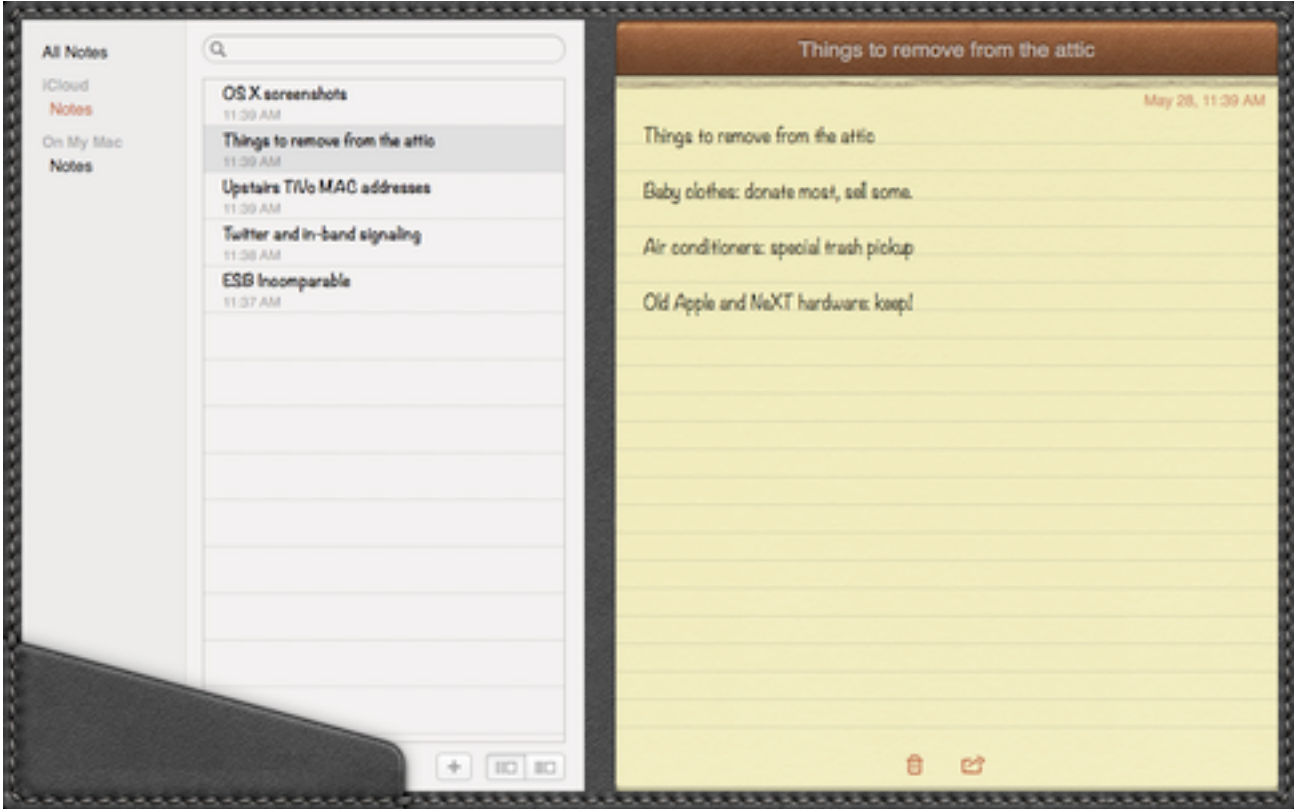 All Notes
iCloud
Notes
On My Mac
Notes
OS X screenshots
11:39 AM
Things to remove from the attic
11:39 AM
Upstairs TiVo MAC addresses
11:39 AM
Twitter and in-band signaling
11:38 AM
ESB Incomparable
11:37 AM
Things to remove from the attic
May 28, 11:39 AM
Things to remove from the attic
Baby clothes: donate most, sell some.
Air conditioners: special trash pickup
Old Apple and NeXT hardware: keep!